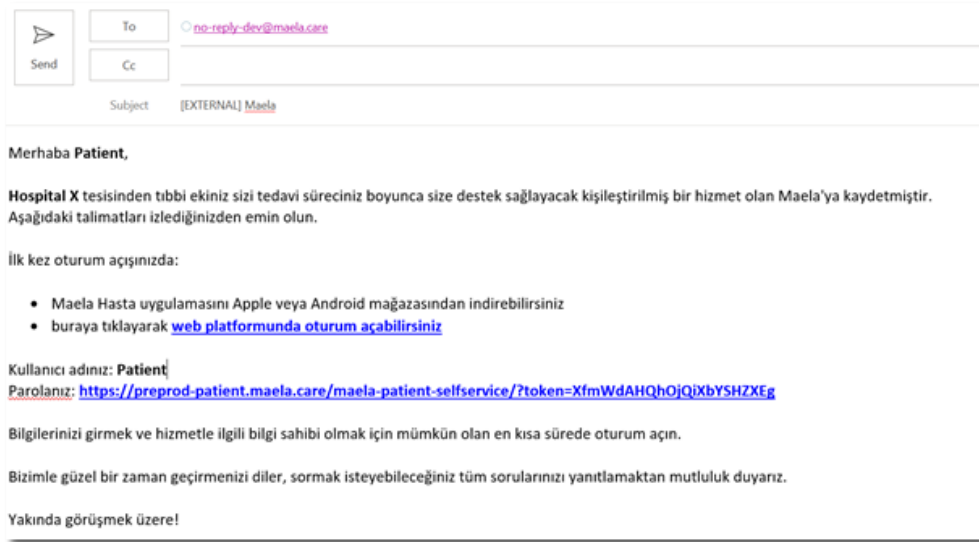 To
no-reply-dev@maela.care
Send
Cc
Subject
[EXTERNAL] Maela
Merhaba Patient,
Hospital X tesisinden tıbbi ekiniz sizi tedavi süreciniz boyunca size destek sağlayacak kişileştirilmiş bir hizmet olan Maela'ya kaydetmiştir.
Aşağıdaki talimatları izlediğinizden emin olun.
İlk kez oturum açışınızda:
• Maela Hasta uygulamasını Apple veya Android mağazasından indirebilirsiniz
• buraya tıklayarak web platformunda oturum açabilirsiniz
Kullanıcı adınız: Patient
Parolanız: https://preprod-patient.maela.care/maela-patient-selfservice/?token=XfmWdAHQhOjQiXbYSHZXEg
Bilgilerinizi girmek ve hizmetle ilgili bilgi sahibi olmak için mümkün olan en kısa sürede oturum açın.
Bizimle güzel bir zaman geçirmenizi diler, sormak isteyebileceğiniz tüm sorularınızı yanıtlamaktan mutluluk duyarız.
Yakında görüşmek üzere!